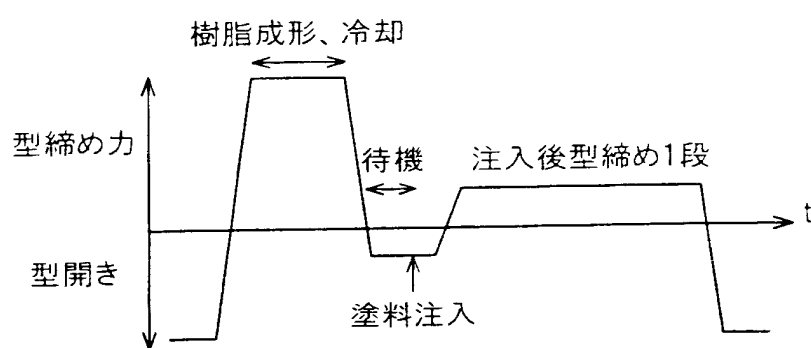 樹脂成形、冷却
型締め力
待機
注入後型締め1段
t
型開き
塗料注入